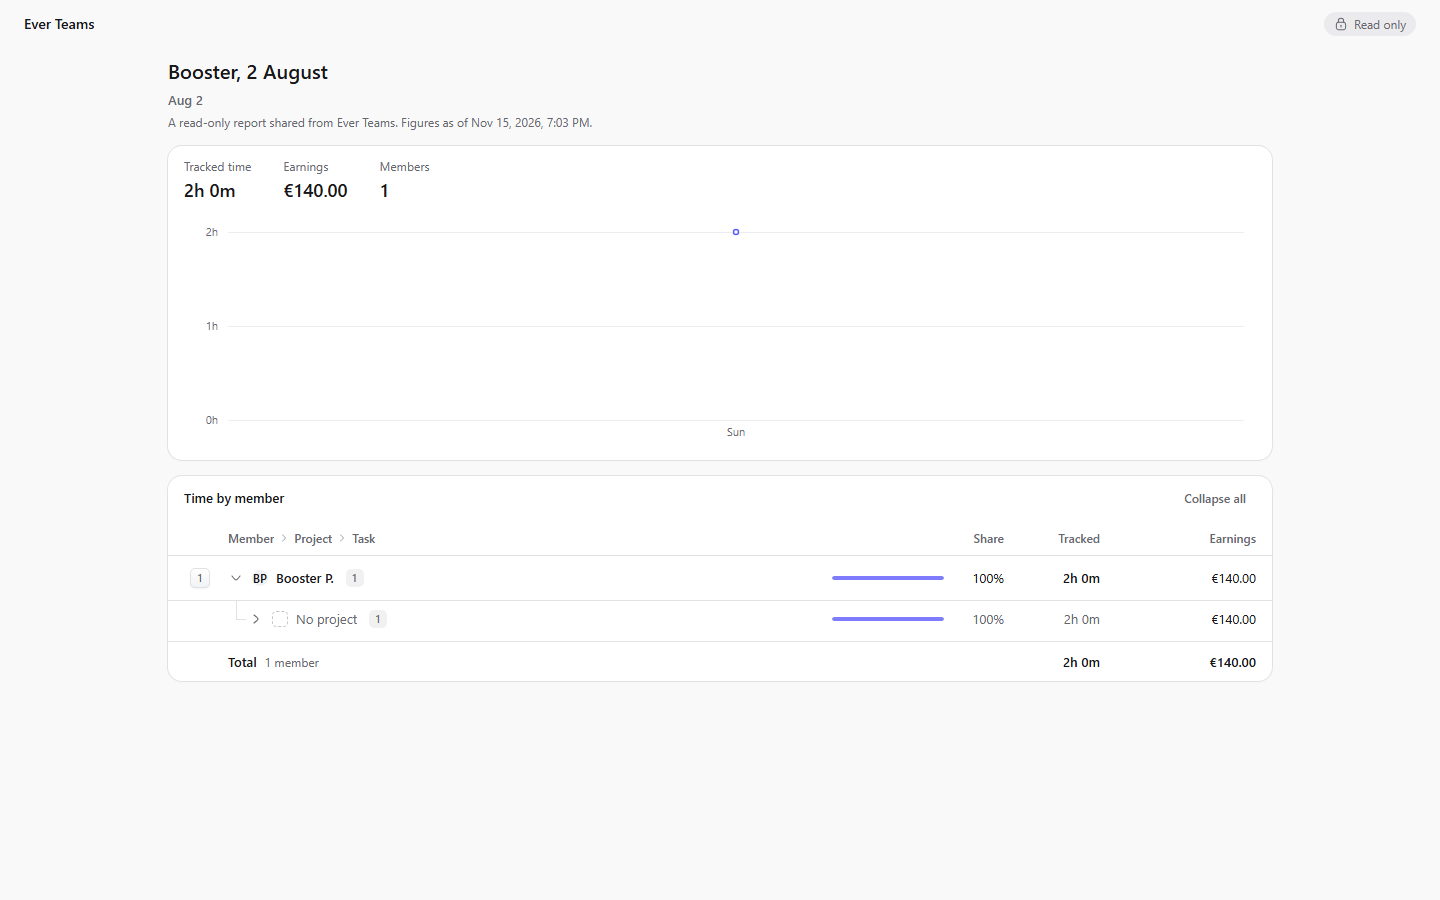 Ever Teams
Read only
Booster, 2 August
Aug 2
A read-only report shared from Ever Teams. Figures as of Nov 15, 2026, 7:03 PM.
Tracked time Earnings Members
2h 0m €140.00 1
2h
1h
0h
Sun
Time by member Collapse all
Member Project Task Share Tracked Earnings
1 BP Booster P. 1 100% 2h 0m €140.00
No project 1 100% 2h 0m €140.00
Total 1 member 2h 0m €140.00